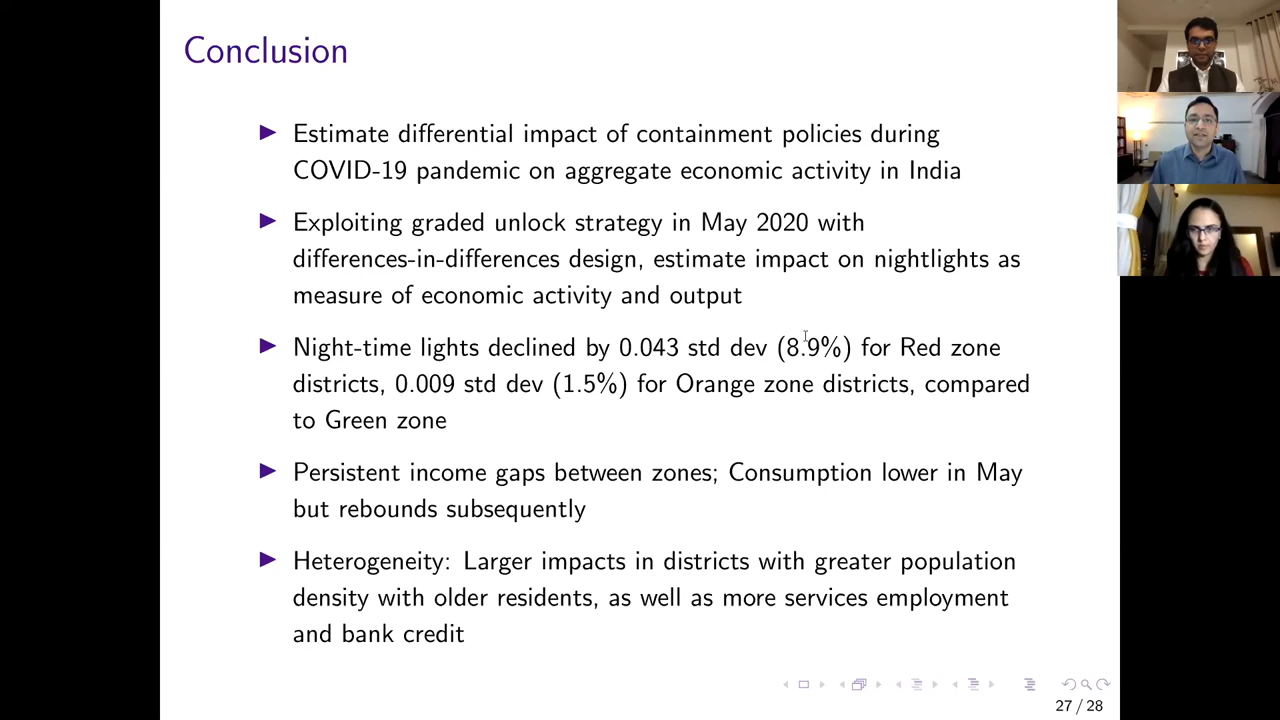 Conclusion
Estimate differential impact of containment policies during
COVID-19 pandemic on aggregate economic activity in India
Exploiting graded unlock strategy in May 2020 with
differences-in-differences design, estimate impact on nightlights as
measure of economic activity and output
Night-time lights declined by 0.043 std dev (8.9%) for Red zone
districts, 0.009 std dev (1.5%) for Orange zone districts, compared
to Green zone
Persistent income gaps between zones; Consumption lower in May
but rebounds subsequently
Heterogeneity: Larger impacts in districts with greater population
density with older residents, as well as more services employment
and bank credit
27 / 28